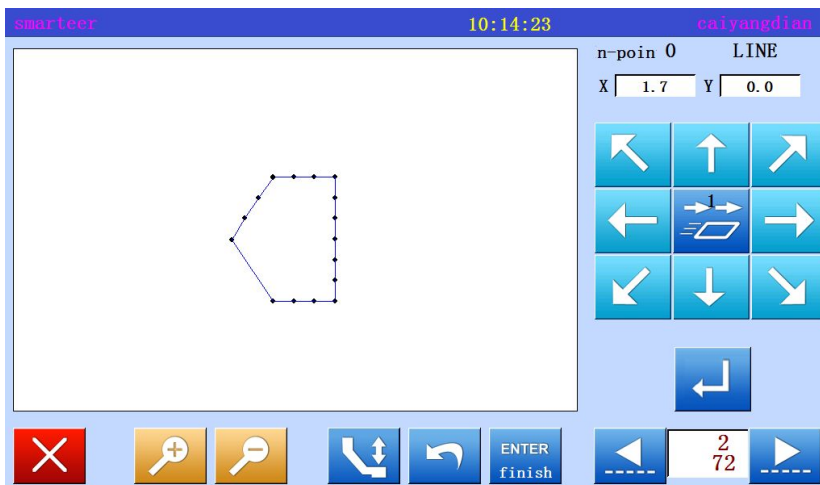 smarteer 10:14:23 caiyangdian
n-poin 0 LINE
X 1.7 Y 0.0
1
ENTER
finish
2
72